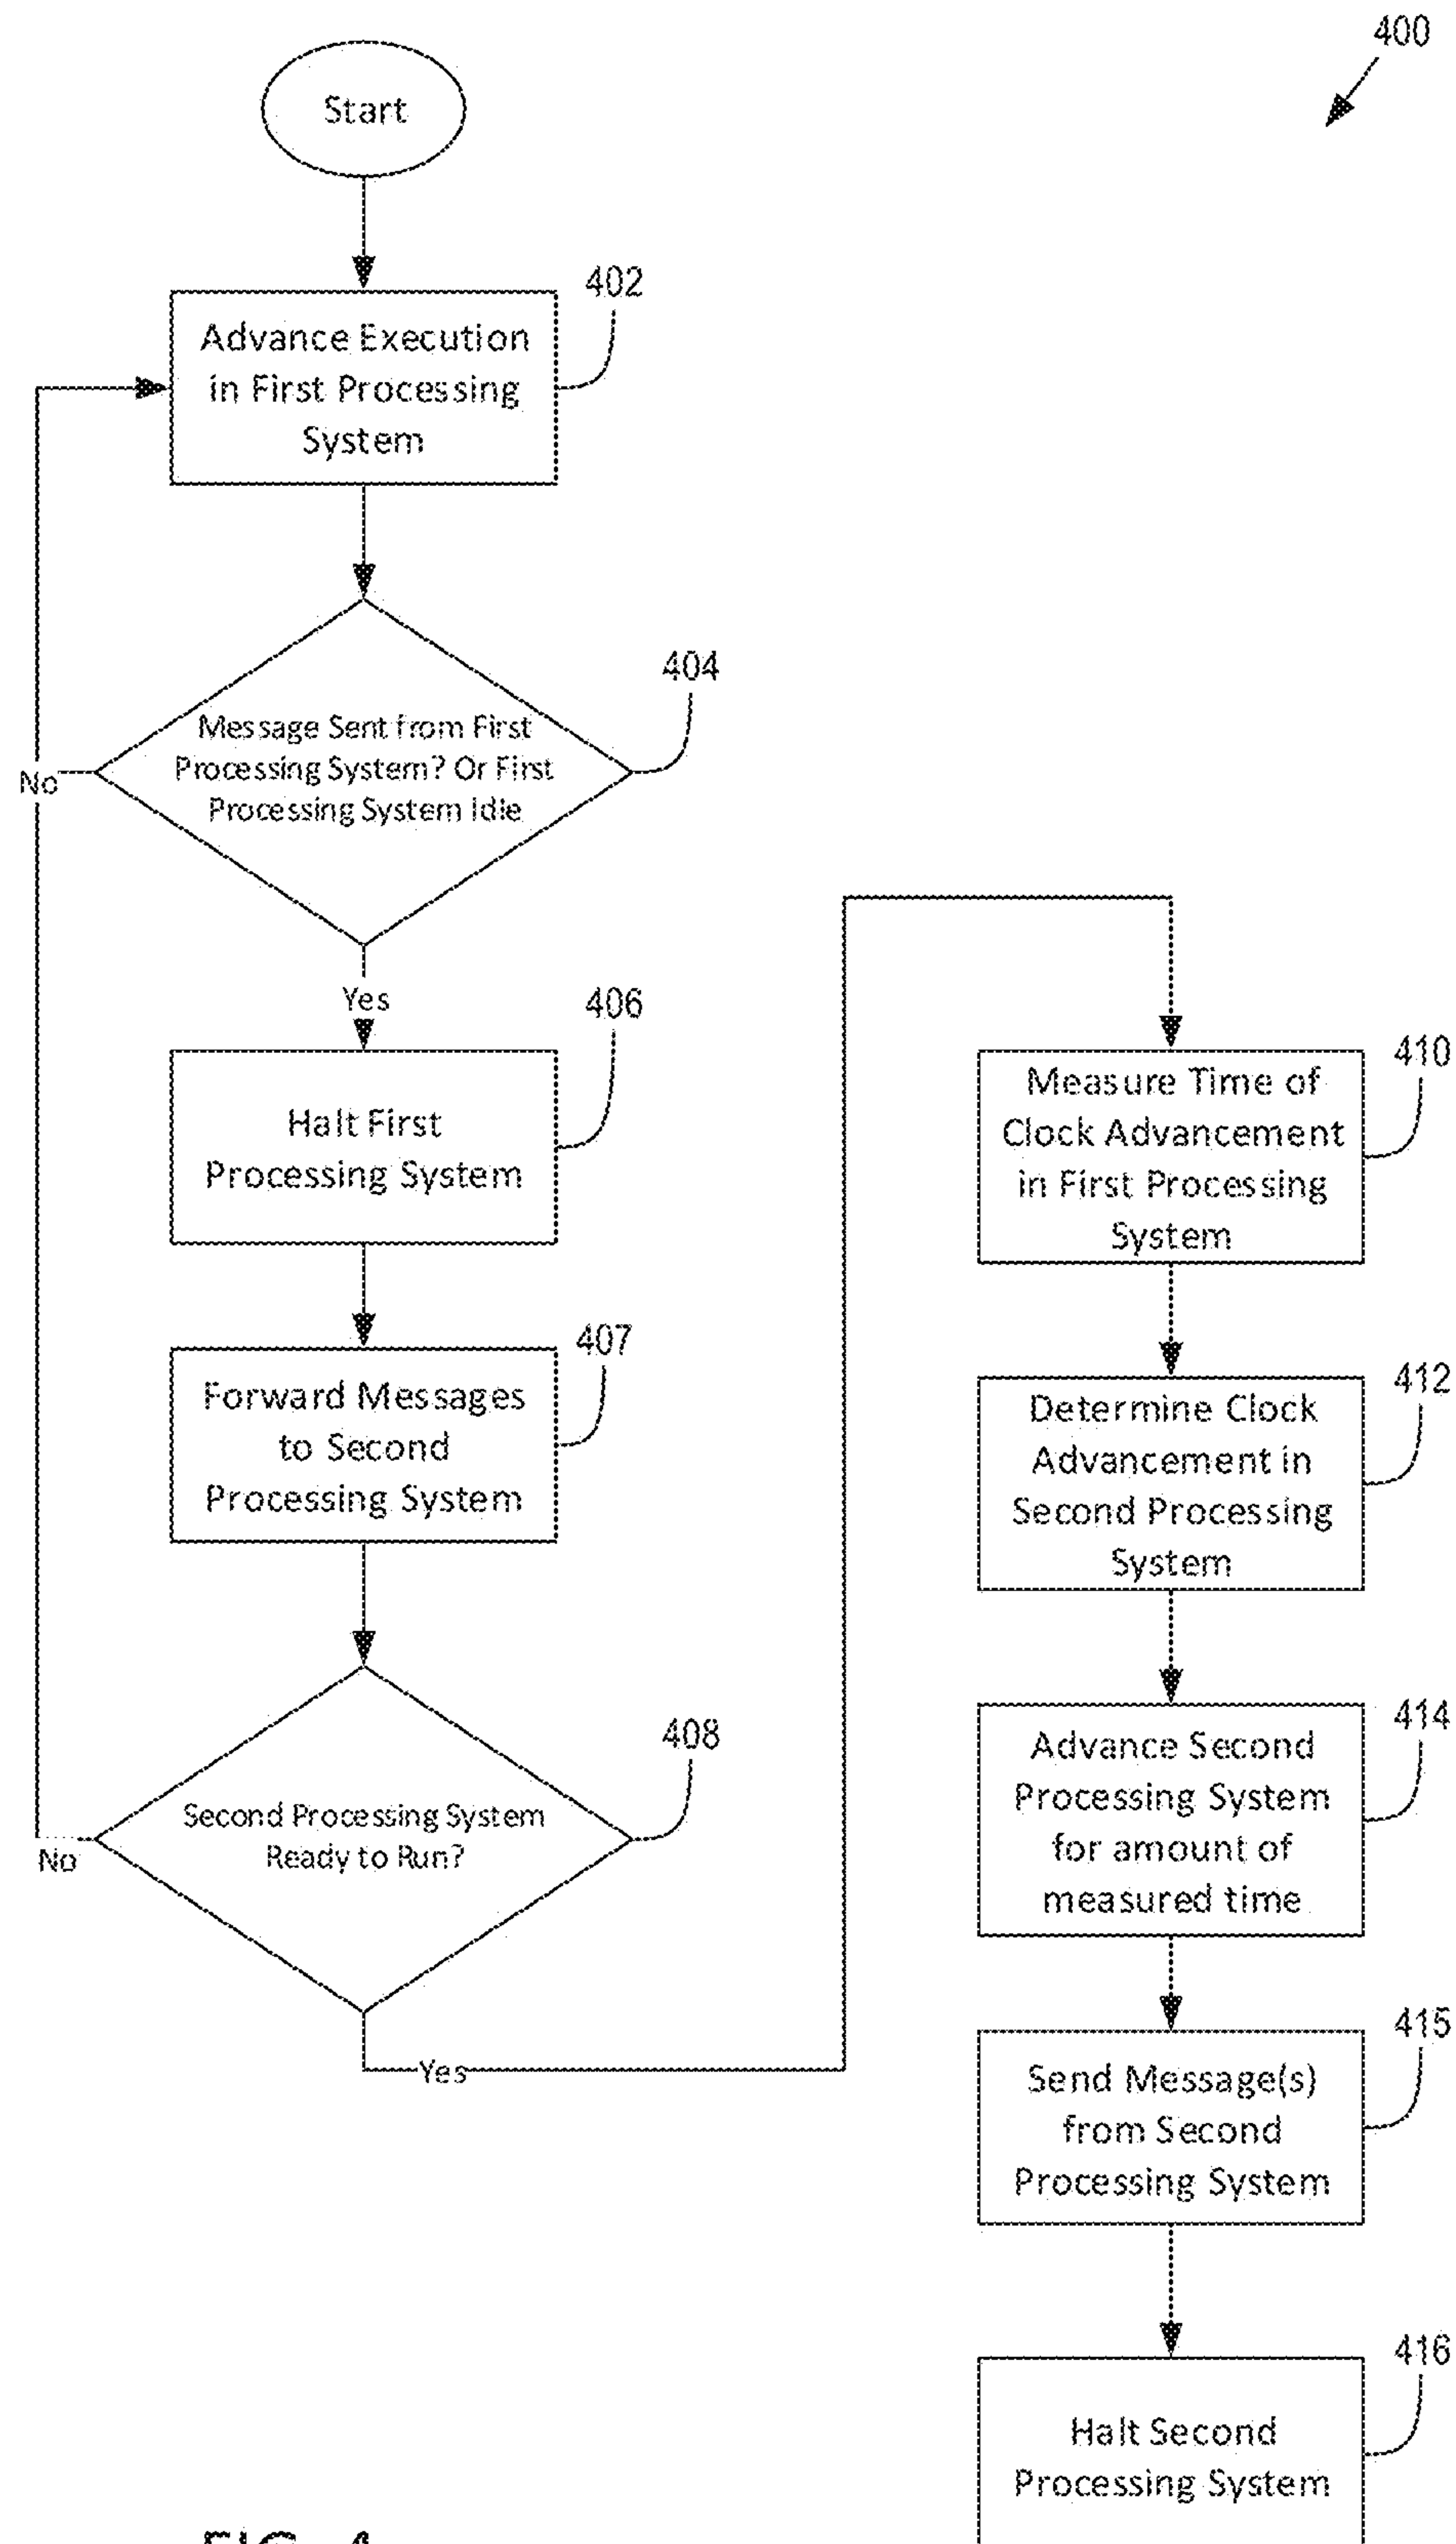 400
Start
402
Advance Execution
in First Processing
System
404
Message Sent from First
Processing System? Or First
Processing System Idle
No
Yes
406
Halt First
Processing System
407
Forward Messages
to Second
Processing System
408
Second Processing System
Ready to Run?
No
Yes
410
Measure Time of
Clock Advancement
in First Processing
System
412
Determine Clock
Advancement in
Second Processing
System
414
Advance Second
Processing System
for amount of
measured time
415
Send Message(s)
from Second
Processing System
416
Halt Second
Processing System
FIG. 4